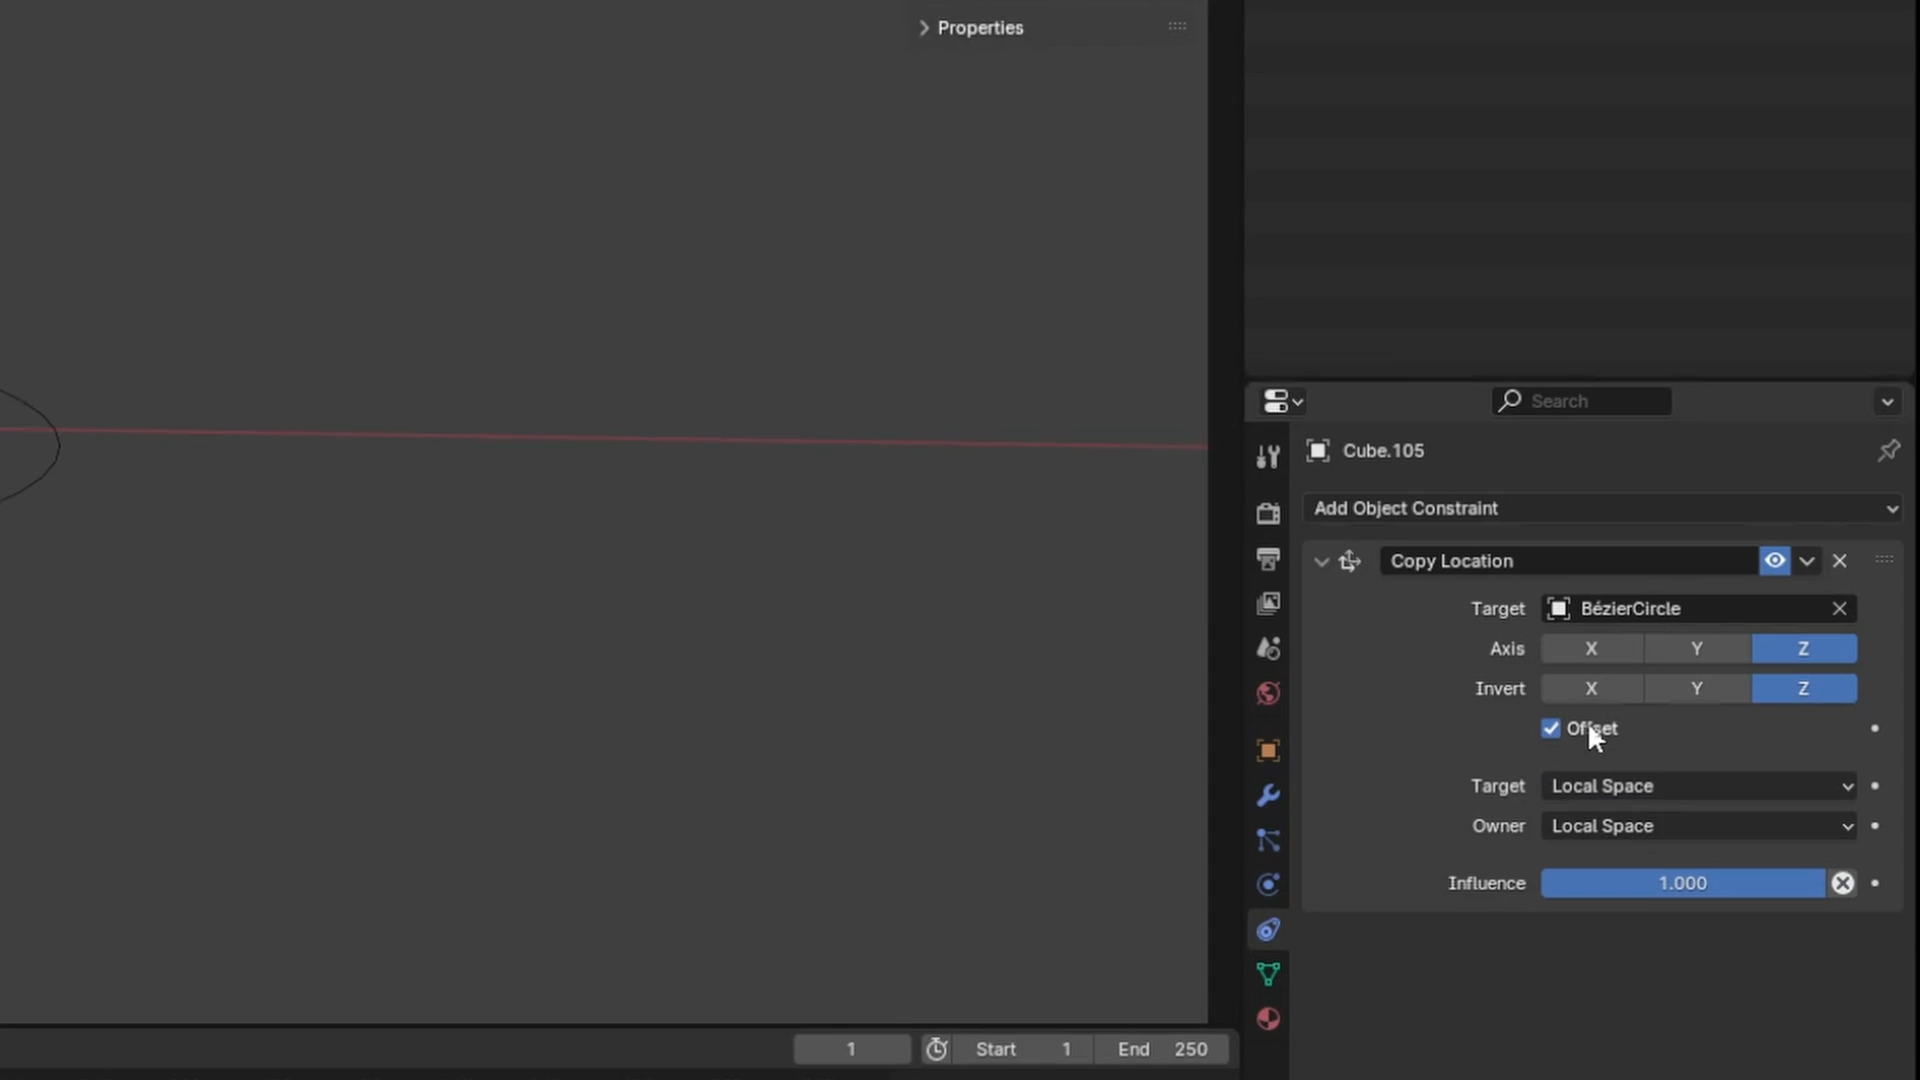 Properties
Search
Cube.105
Add Object Constraint
Copy Location
Target BézierCircle
Axis X Y Z
Invert X Y Z
Offset
Target Local Space
Owner Local Space
Influence 1.000
1 Start 1 End 250